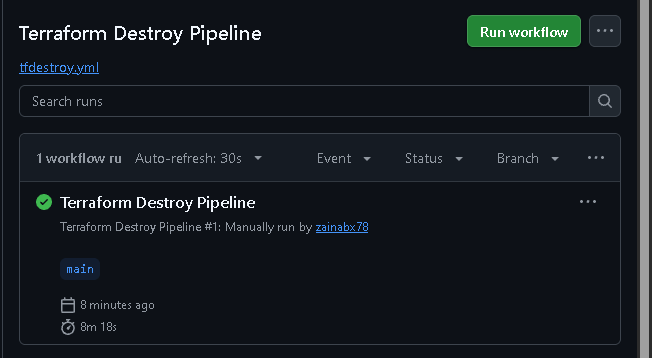 Terraform Destroy Pipeline
Run workflow
tfdestroy.yml
Search runs
1 workflow ru Auto-refresh: 30s Event Status Branch
Terraform Destroy Pipeline
Terraform Destroy Pipeline #1: Manually run by zainabx78
main
8 minutes ago
8m 18s